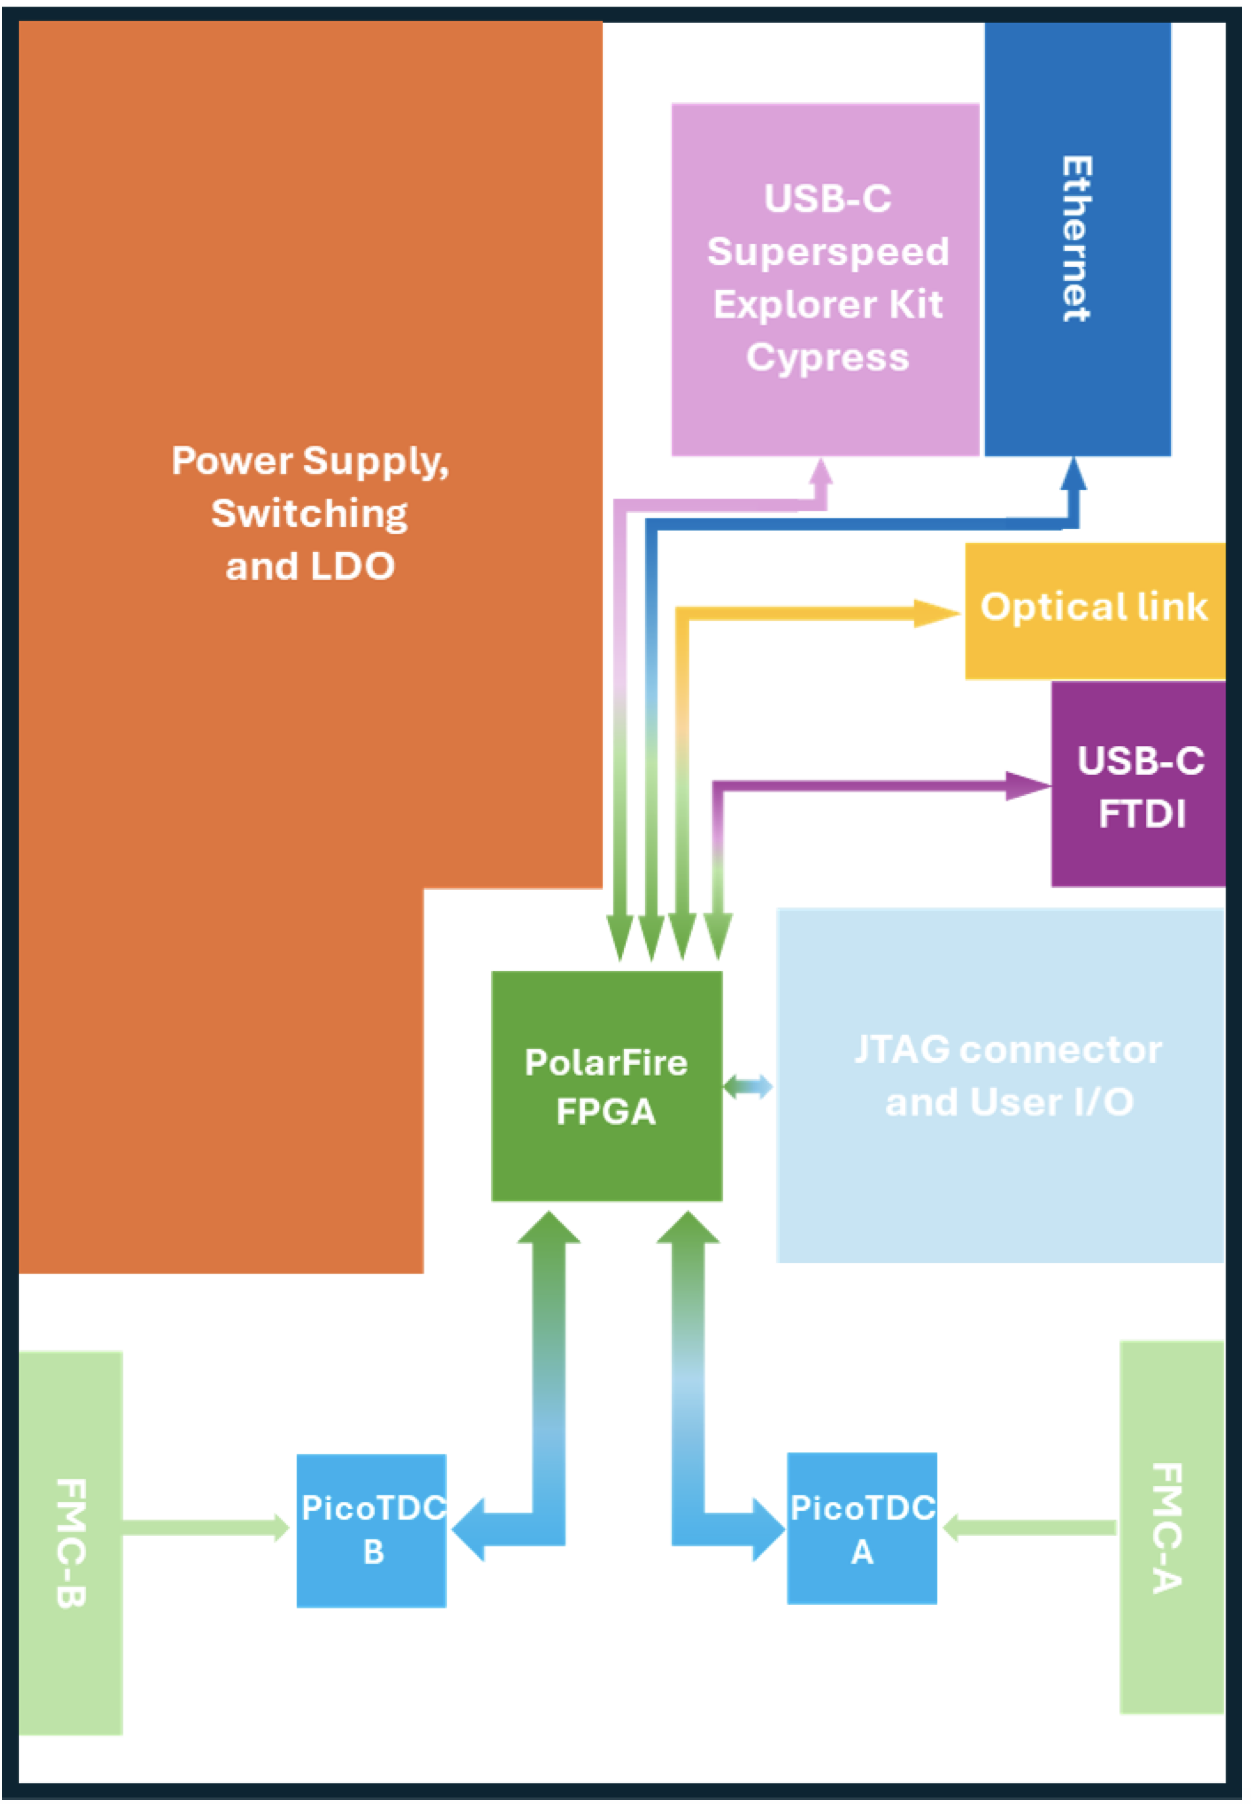 USB-C
Superspeed
Explorer Kit
Cypress
Ethernet
Power Supply,
Switching
and LDO
Optical link
USB-C
FTDI
PolarFire
FPGA
JTAG connector
and User I/O
FMC-B
PicoTDC
B
PicoTDC
A
FMC-A